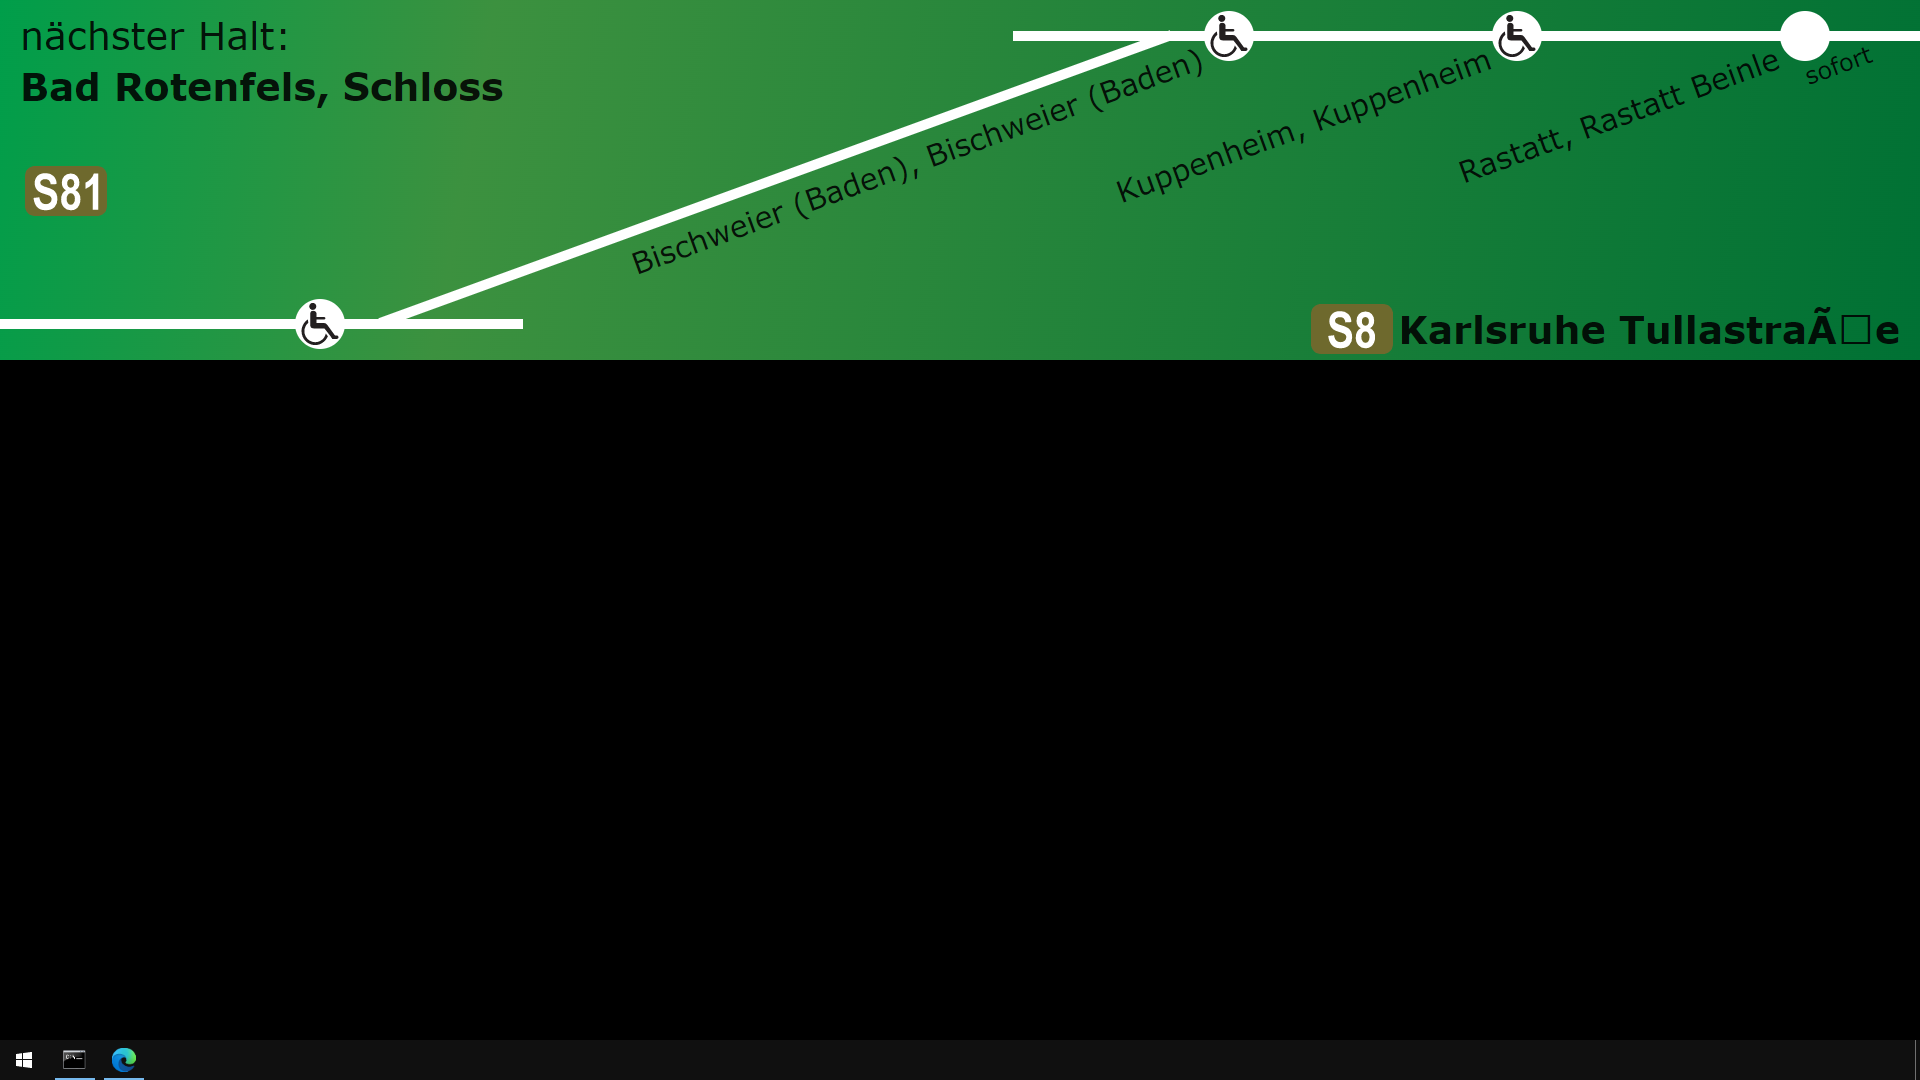 nächster Halt:
Bad Rotenfels, Schloss
S81
Bischweier (Baden), Bischweier (Baden)
Kuppenheim, Kuppenheim
Rastatt, Rastatt Beinle
sofort
S8 Karlsruhe TullastraÃ□e